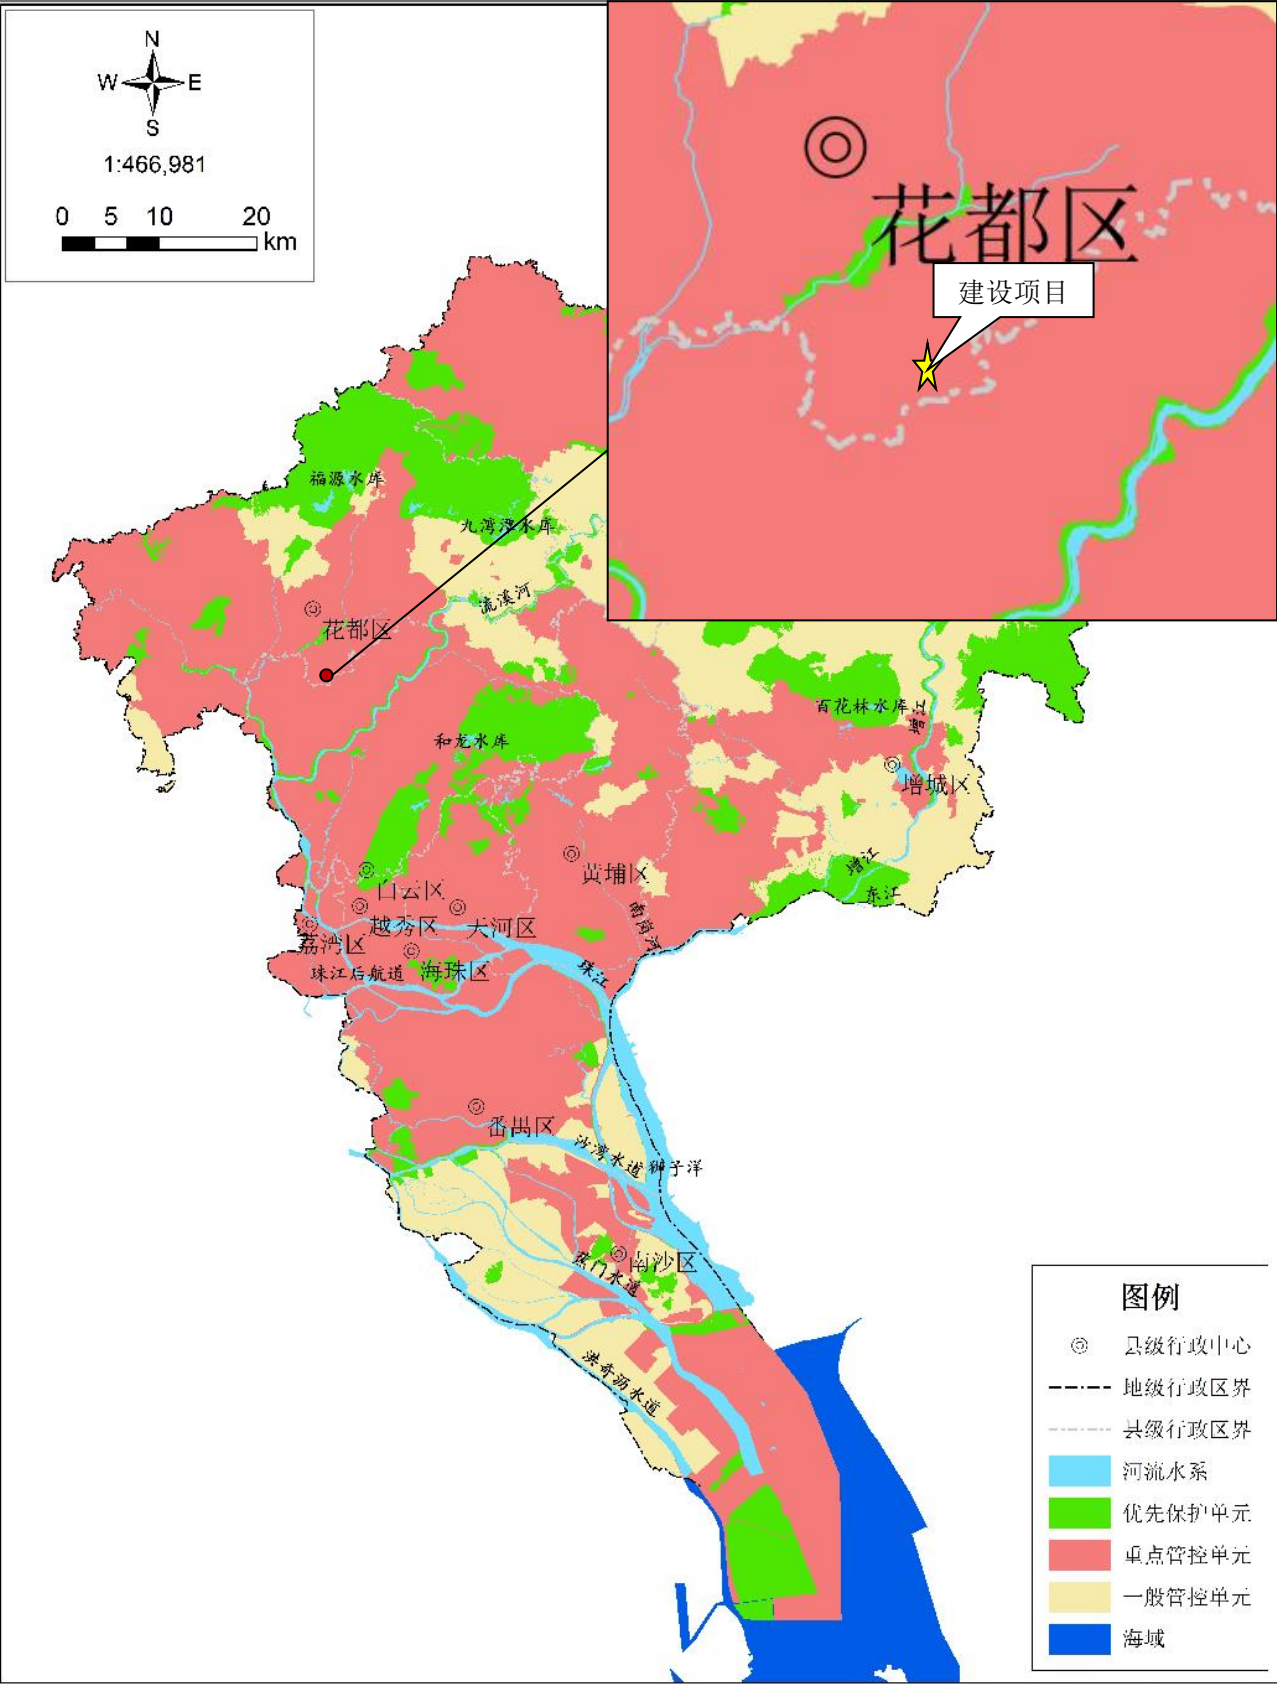 N
W E
S
1:466,981
0 5 10 20
km
花都区
建设项目
福源水库
九湾潭水库
流溪河
花都区
百花林水库
增江
和龙水库
增城区
增江
东江
黄埔区
白云区
南岗河
越秀区
天河区
荔湾区
海珠区
珠江后航道
珠江
番禺区
沙湾水道
狮子洋
南沙区
蕉门水道
洪奇沥水道
图例
县级行政中心
地级行政区界
县级行政区界
河流水系
优先保护单元
重点管控单元
一般管控单元
海域